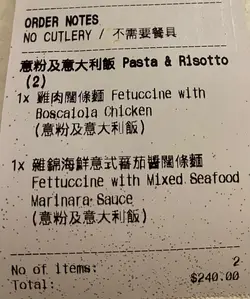 ORDER NOTES
NO CUTLERY / 不需要餐具
意粉及意大利飯 Pasta & Risotto
(2)
1x 雞肉闊條麵 Fetuccine with
Boscaiola Chicken
(意粉及意大利飯)
1x 雜錦海鮮意式蕃茄醬闊條麵
Fettuccine with Mixed Seafood
Marinara Sauce
(意粉及意大利飯)
No of items: 2
Total: $240.00